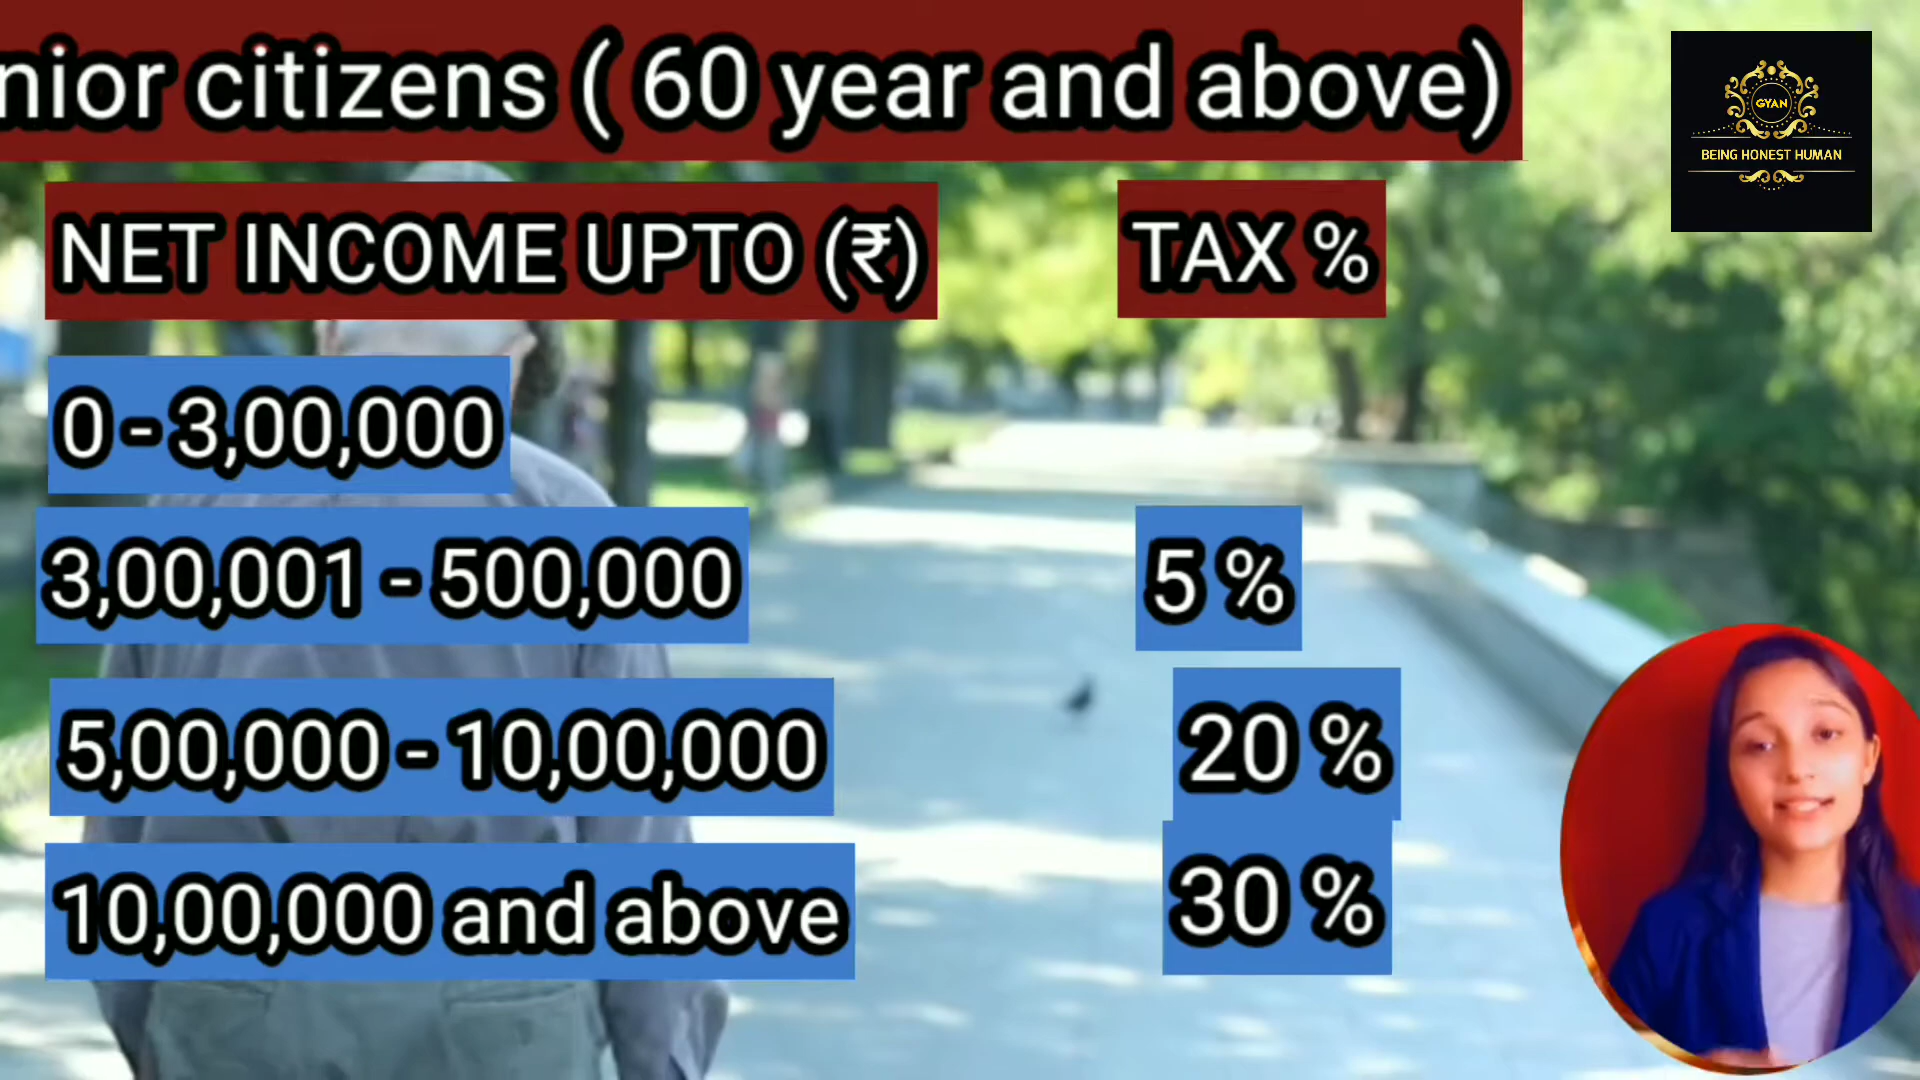 nior citizens ( 60 year and above)
GYAN
BEING HONEST HUMAN
NET INCOME UPTO (₹) TAX %
0 - 3,00,000
3,00,001 - 500,000 5 %
5,00,000 - 10,00,000 20 %
10,00,000 and above 30 %